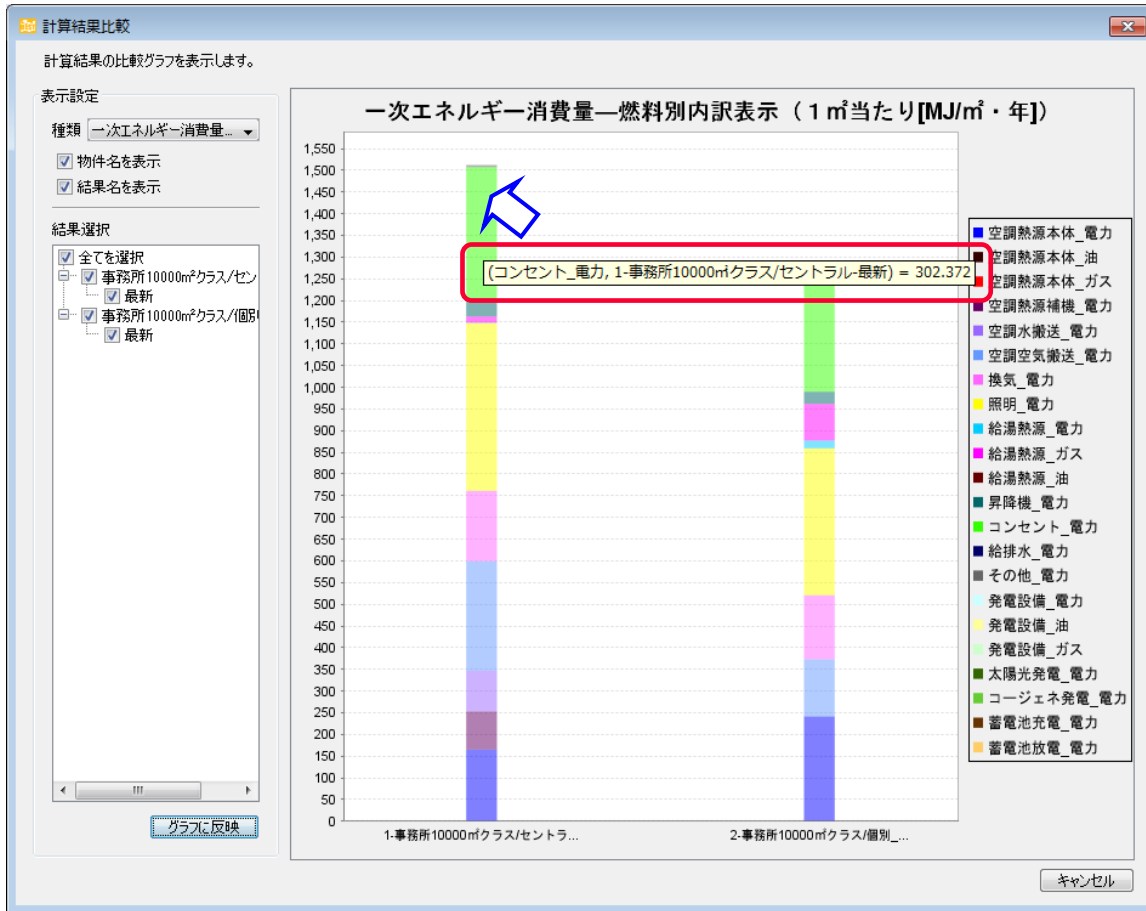 計算結果比較
計算結果の比較グラフを表示します。
表示設定
種類 一次エネルギー消費量...
物件名を表示
結果名を表示
結果選択
全てを選択
事務所10000m²クラス/セン
最新
事務所10000m²クラス/個別
最新
グラフに反映
一次エネルギー消費量―燃料別内訳表示（１㎡当たり[MJ/㎡・年]）
1,550
1,500
1,450
1,400
1,350
1,300
1,250
1,200
1,150
1,100
1,050
1,000
950
900
850
800
750
700
650
600
550
500
450
400
350
300
250
200
150
100
50
0
(コンセント_電力, 1-事務所10000㎡クラス/セントラル-最新) = 302.372
1-事務所10000㎡クラス/セントラ...
2-事務所10000㎡クラス/個別_...
空調熱源本体_電力
空調熱源本体_油
空調熱源本体_ガス
空調熱源補機_電力
空調水搬送_電力
空調空気搬送_電力
換気_電力
照明_電力
給湯熱源_電力
給湯熱源_ガス
給湯熱源_油
昇降機_電力
コンセント_電力
給排水_電力
その他_電力
発電設備_電力
発電設備_油
発電設備_ガス
太陽光発電_電力
コージェネ発電_電力
蓄電池充電_電力
蓄電池放電_電力
キャンセル